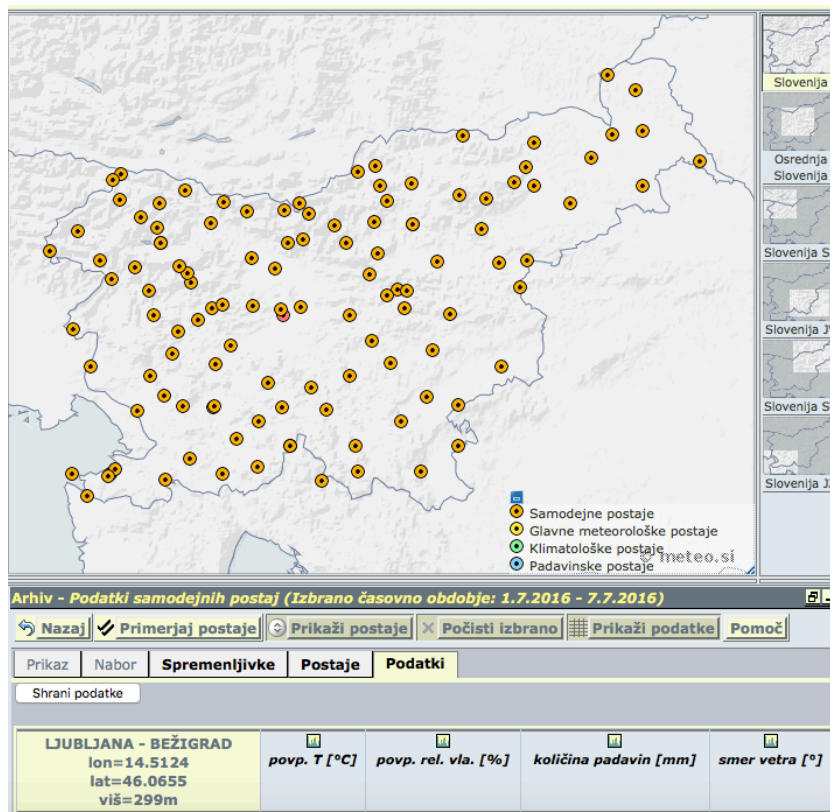 Slovenija
Osrednja
Slovenija
Slovenija S
Slovenija JV
Slovenija S
Slovenija J
Samodejne postaje
Glavne meteorološke postaje
Klimatološke postaje
Padavinske postaje
© meteo.si
Arhiv - Podatki samodejnih postaj (Izbrano časovno obdobje: 1.7.2016 - 7.7.2016)
Nazaj Primerjaj postaje Prikaži postaje Počisti izbrano Prikaži podatke Pomoč
Prikaz Nabor Spremenljivke Postaje Podatki
Shrani podatke
LJUBLJANA - BEŽIGRAD
lon=14.5124
lat=46.0655
viš=299m
povp. T [°C] povp. rel. vla. [%] količina padavin [mm] smer vetra [°]